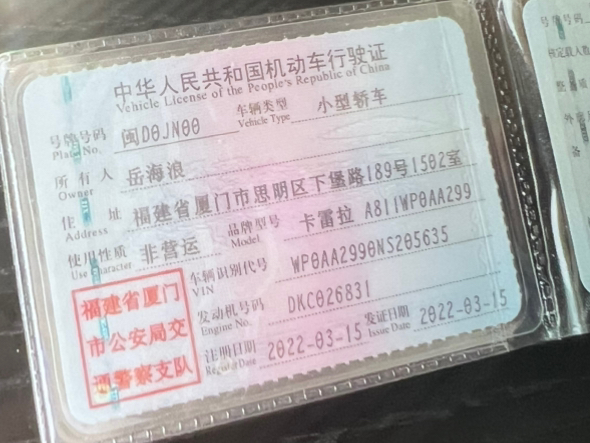 中华人民共和国机动车行驶证
Vehicle License of the People's Republic of China
号牌号码 闽D0JN00 车辆类型 小型轿车
Plate No. Vehicle Type
所有人 岳海浪
Owner
住址 福建省厦门市思明区下堡路189号1502室
Address
使用性质 非营运 品牌型号 卡雷拉 A811WP0AA299
Use Character Model
车辆识别代号 WP0AA2990NS205635
VIN
发动机号码 DKC026831
Engine No.
注册日期 2022-03-15 发证日期 2022-03-15
Register Date Issue Date
福建省厦门
市公安局交
通警察支队